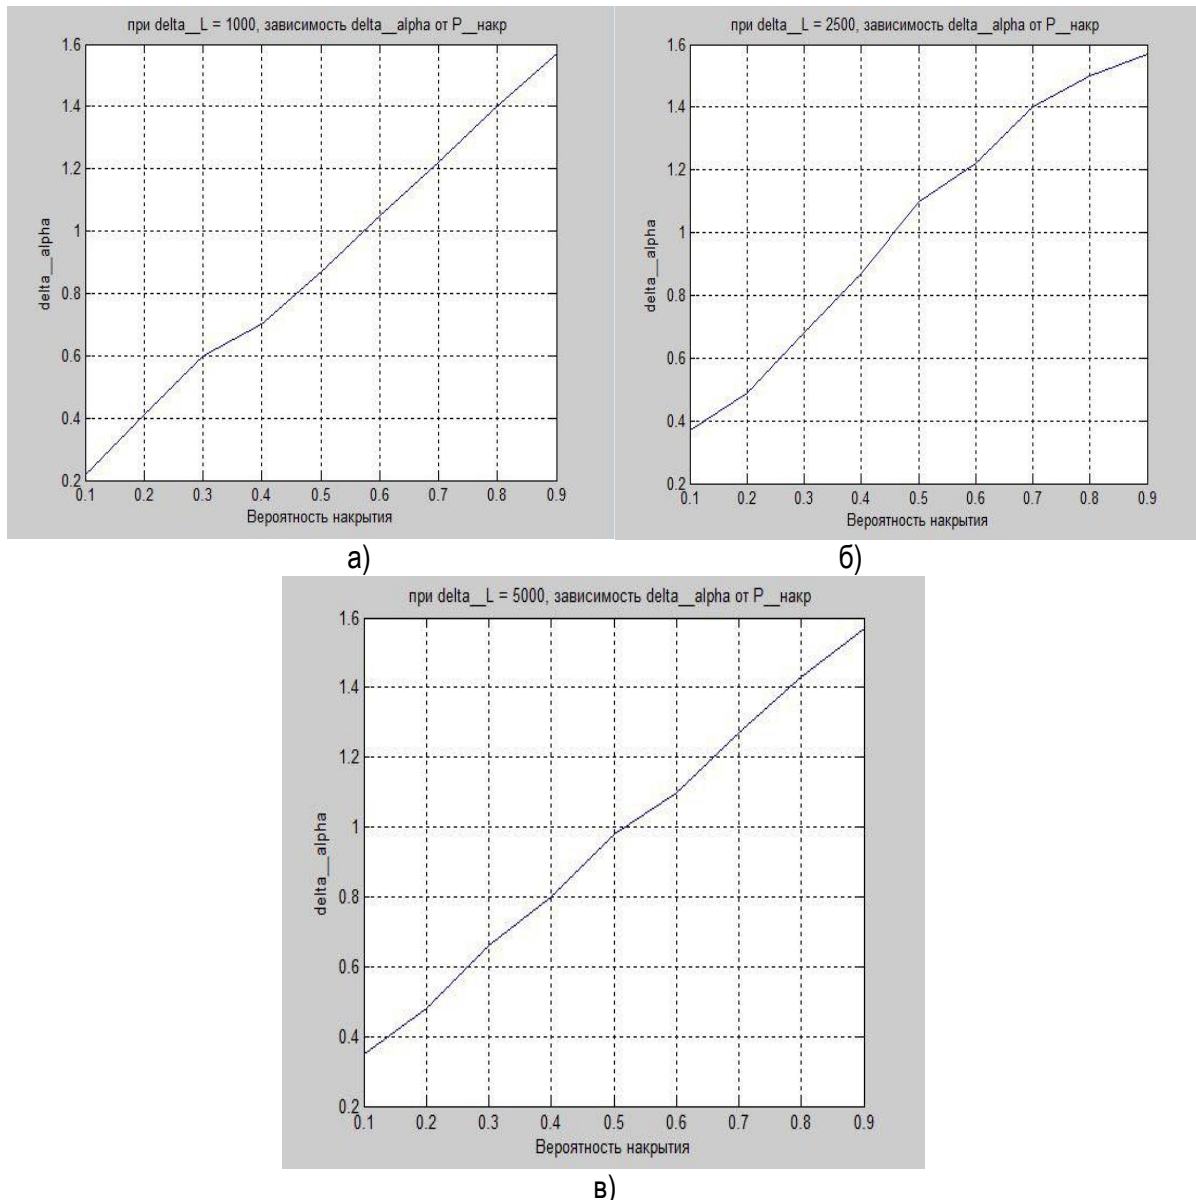 при delta__L = 1000, зависимость delta__alpha от P__накр
1.6
1.4
1.2
1
0.8
0.6
0.4
0.2
delta__alpha
0.1 0.2 0.3 0.4 0.5 0.6 0.7 0.8 0.9
Вероятность накрытия
а)
при delta__L = 2500, зависимость delta__alpha от P__накр
1.6
1.4
1.2
1
0.8
0.6
0.4
0.2
delta__alpha
0.1 0.2 0.3 0.4 0.5 0.6 0.7 0.8 0.9
Вероятность накрытия
б)
при delta__L = 5000, зависимость delta__alpha от P__накр
1.6
1.4
1.2
1
0.8
0.6
0.4
0.2
delta__alpha
0.1 0.2 0.3 0.4 0.5 0.6 0.7 0.8 0.9
Вероятность накрытия
в)